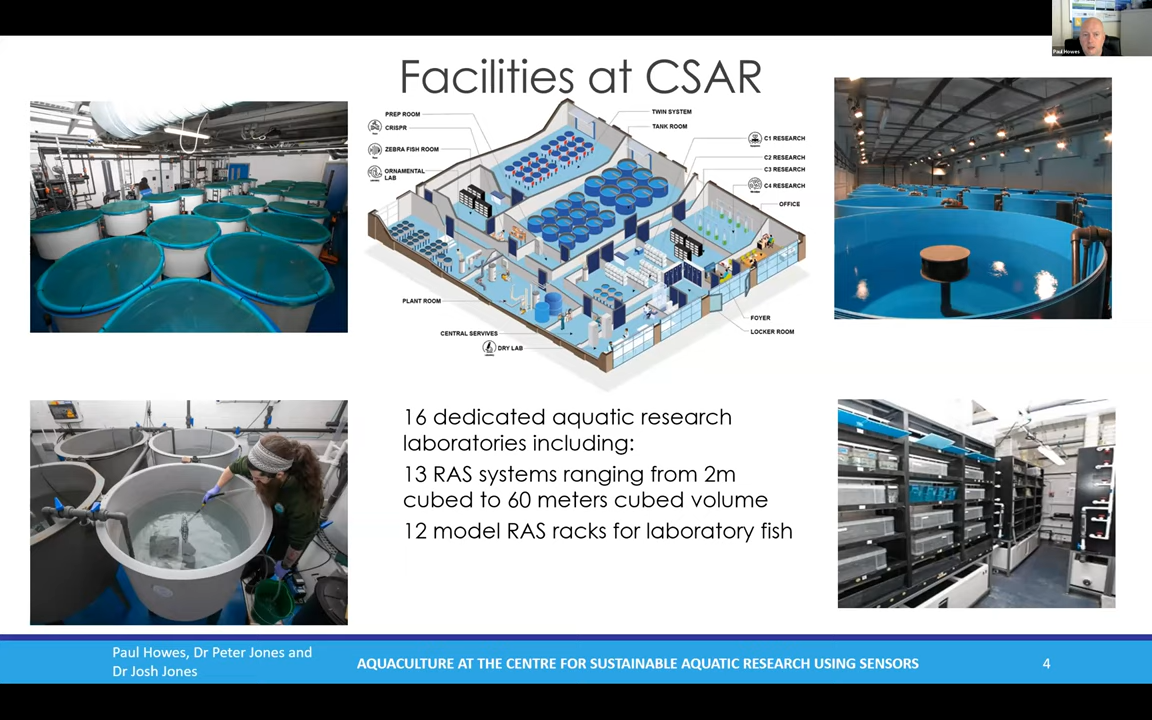 Paul Howes
Facilities at CSAR
PREP ROOM
CRISPR
ZEBRA FISH ROOM
ORNAMENTAL
LAB
TWIN SYSTEM
TANK ROOM
C1 RESEARCH
C2 RESEARCH
C3 RESEARCH
C4 RESEARCH
OFFICE
PLANT ROOM
CENTRAL SERVIVES
DRY LAB
FOYER
LOCKER ROOM
16 dedicated aquatic research
laboratories including:
13 RAS systems ranging from 2m
cubed to 60 meters cubed volume
12 model RAS racks for laboratory fish
Paul Howes, Dr Peter Jones and
Dr Josh Jones
AQUACULTURE AT THE CENTRE FOR SUSTAINABLE AQUATIC RESEARCH USING SENSORS
4